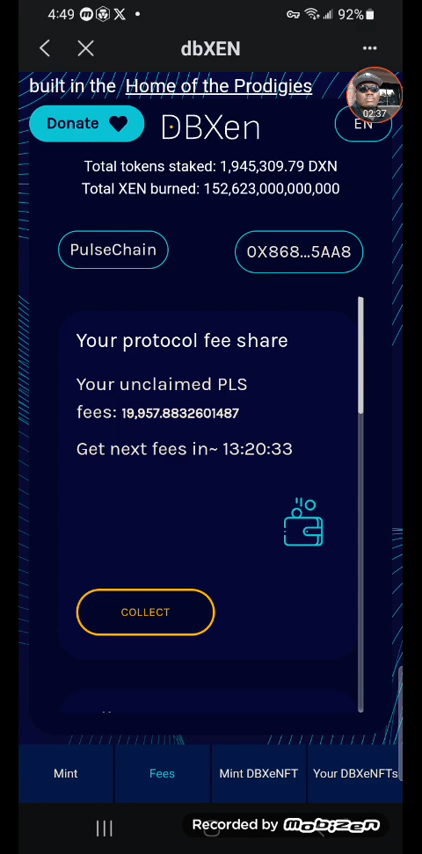 4:49
92%
dbXEN
built in the Home of the Prodigies
Donate
DBXen
EN
02:37
Total tokens staked: 1,945,309.79 DXN
Total XEN burned: 152,623,000,000,000
PulseChain
0X868...5AA8
Your protocol fee share
Your unclaimed PLS
fees: 19,957.8832601487
Get next fees in~ 13:20:33
COLLECT
Mint
Fees
Mint DBXeNFT
Your DBXeNFTs
Recorded by mobizen